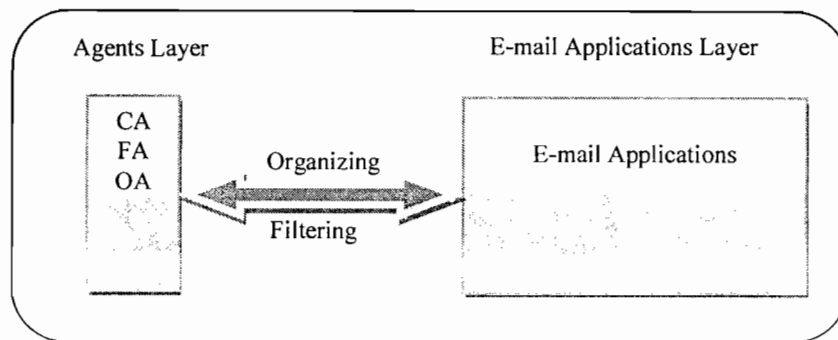 Agents Layer
E-mail Applications Layer
CA
FA
OA
Organizing
Filtering
E-mail Applications